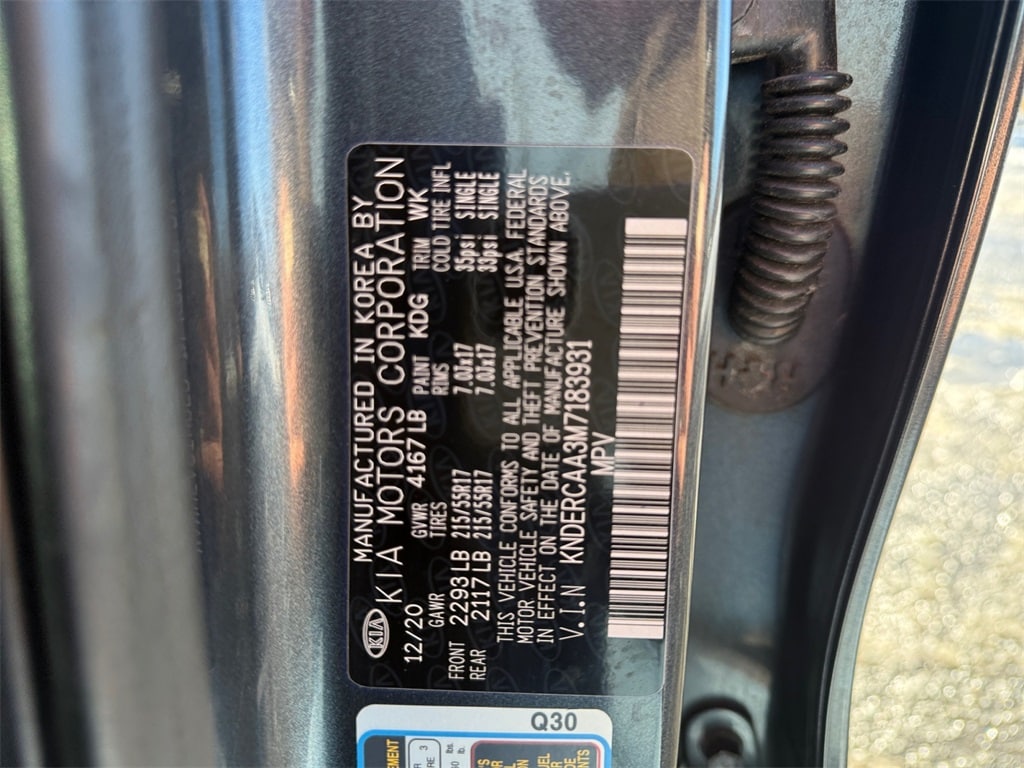 KIA
MANUFACTURED IN KOREA BY
KIA MOTORS CORPORATION
12/20 GVWR 4167 LB PAINT KDG TRIM WK
GAWR TIRES RIMS COLD TIRE INFL
FRONT 2293 LB 215/55R17 7.0Jx17 35psi SINGLE
REAR 2117 LB 215/55R17 7.0Jx17 33psi SINGLE
THIS VEHICLE CONFORMS TO ALL APPLICABLE U.S.A. FEDERAL
MOTOR VEHICLE SAFETY AND THEFT PREVENTION STANDARDS
IN EFFECT ON THE DATE OF MANUFACTURE SHOWN ABOVE.
V.I.N KNDERCAA3M7183931
MPV
Q30